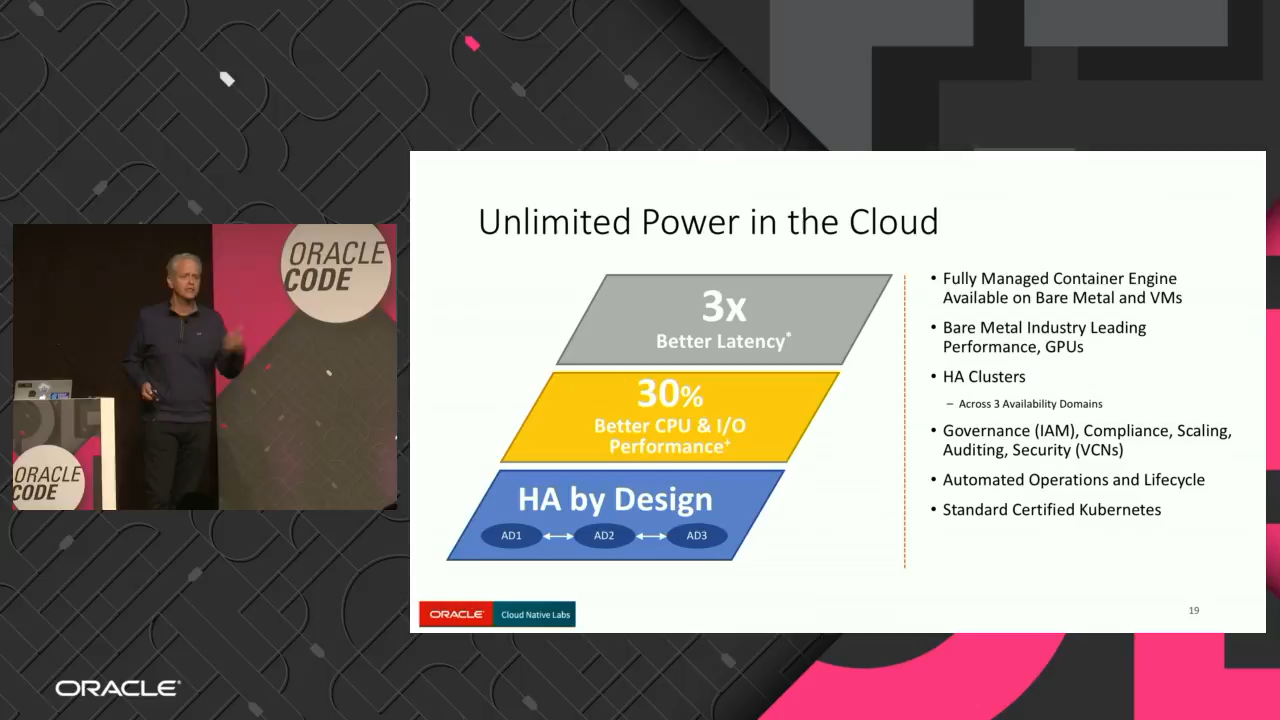 ORACLE
CODE
ORACLE
CODE
Unlimited Power in the Cloud
3x
Better Latency*
30%
Better CPU & I/O
Performance+
HA by Design
AD1
AD2
AD3
• Fully Managed Container Engine
Available on Bare Metal and VMs
• Bare Metal Industry Leading
Performance, GPUs
• HA Clusters
– Across 3 Availability Domains
• Governance (IAM), Compliance, Scaling,
Auditing, Security (VCNs)
• Automated Operations and Lifecycle
• Standard Certified Kubernetes
ORACLE® Cloud Native Labs
19
ORACLE®